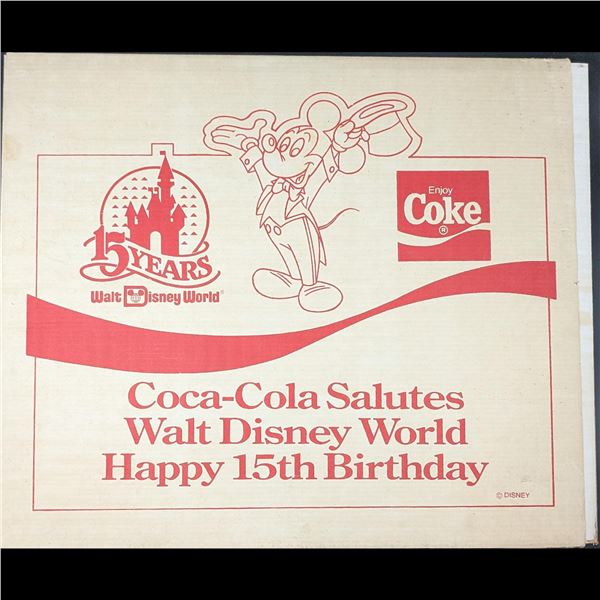 15 YEARS
Walt Disney World®
Enjoy
Coke
®
Coca-Cola Salutes
Walt Disney World
Happy 15th Birthday
© DISNEY